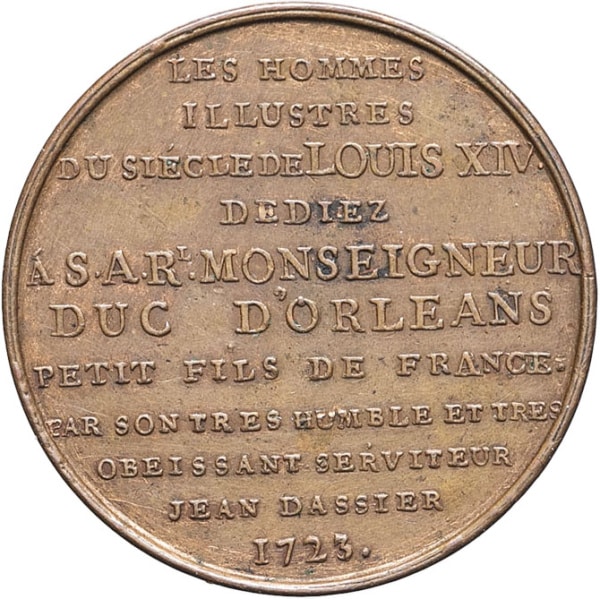 LES HOMMES
ILLUSTRES
DU SIÉCLE DE LOUIS XIV.
DEDIEZ
Á S.A.Rl. MONSEIGNEUR
DUC D'ORLEANS
PETIT FILS DE FRANCE.
PAR SON TRES HUMBLE ET TRES
OBEISSANT SERVITEUR
JEAN DASSIER
1723.